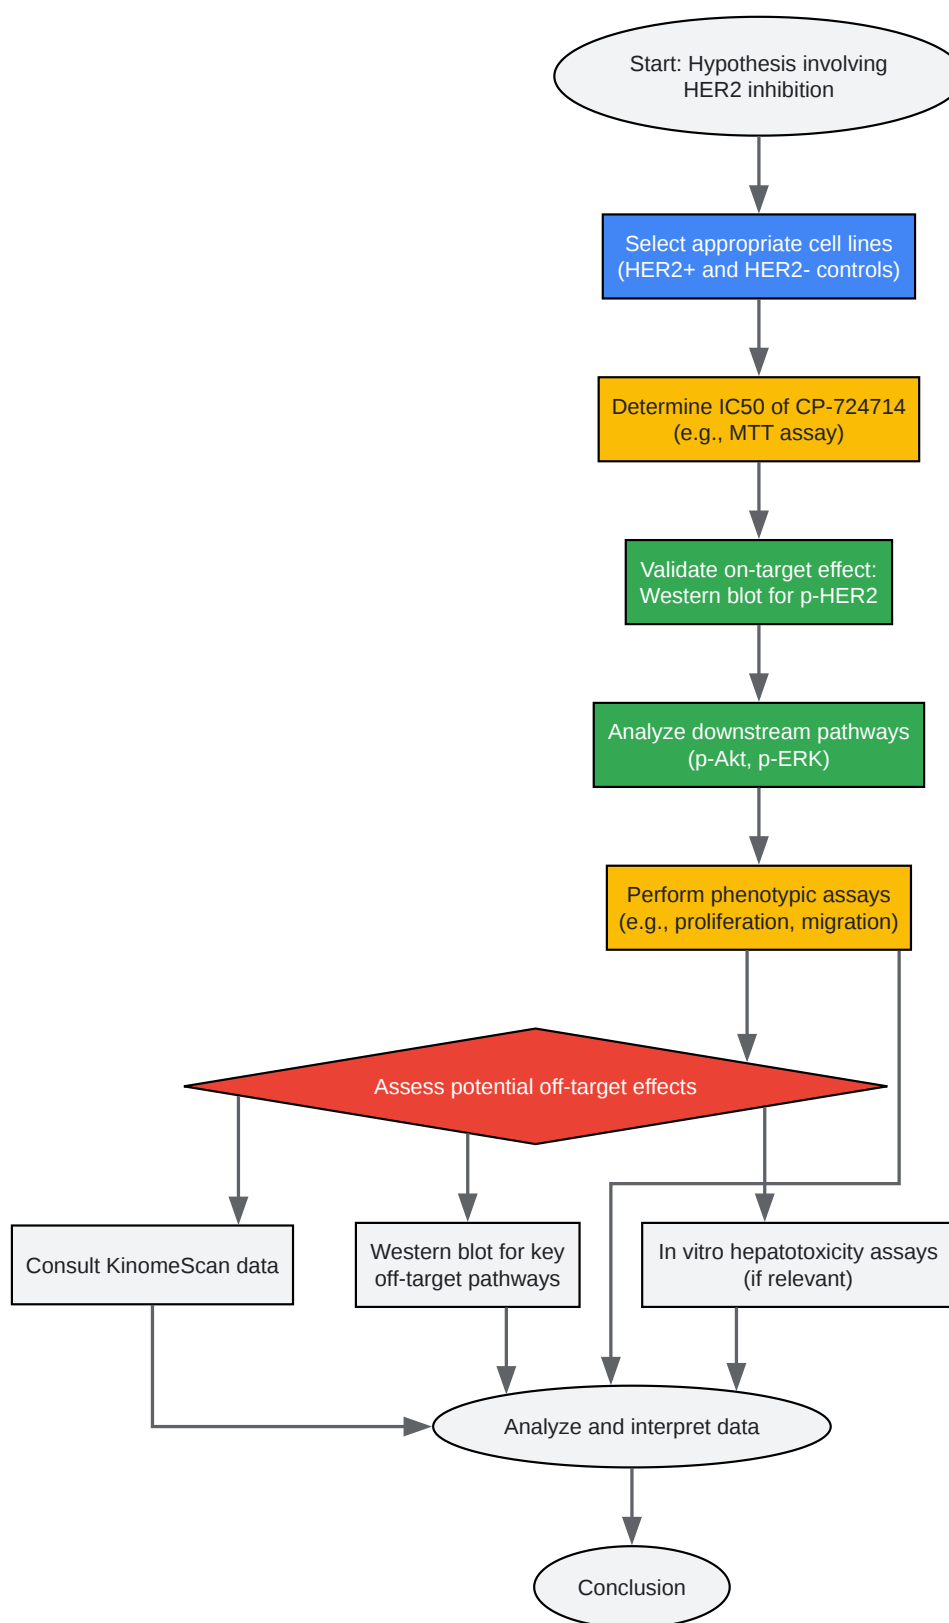 Start: Hypothesis involving
HER2 inhibition
Select appropriate cell lines
(HER2+ and HER2- controls)
Determine IC50 of CP-724714
(e.g., MTT assay)
Validate on-target effect:
Western blot for p-HER2
Analyze downstream pathways
(p-Akt, p-ERK)
Perform phenotypic assays
(e.g., proliferation, migration)
Assess potential off-target effects
Consult KinomeScan data
Western blot for key
off-target pathways
In vitro hepatotoxicity assays
(if relevant)
Analyze and interpret data
Conclusion